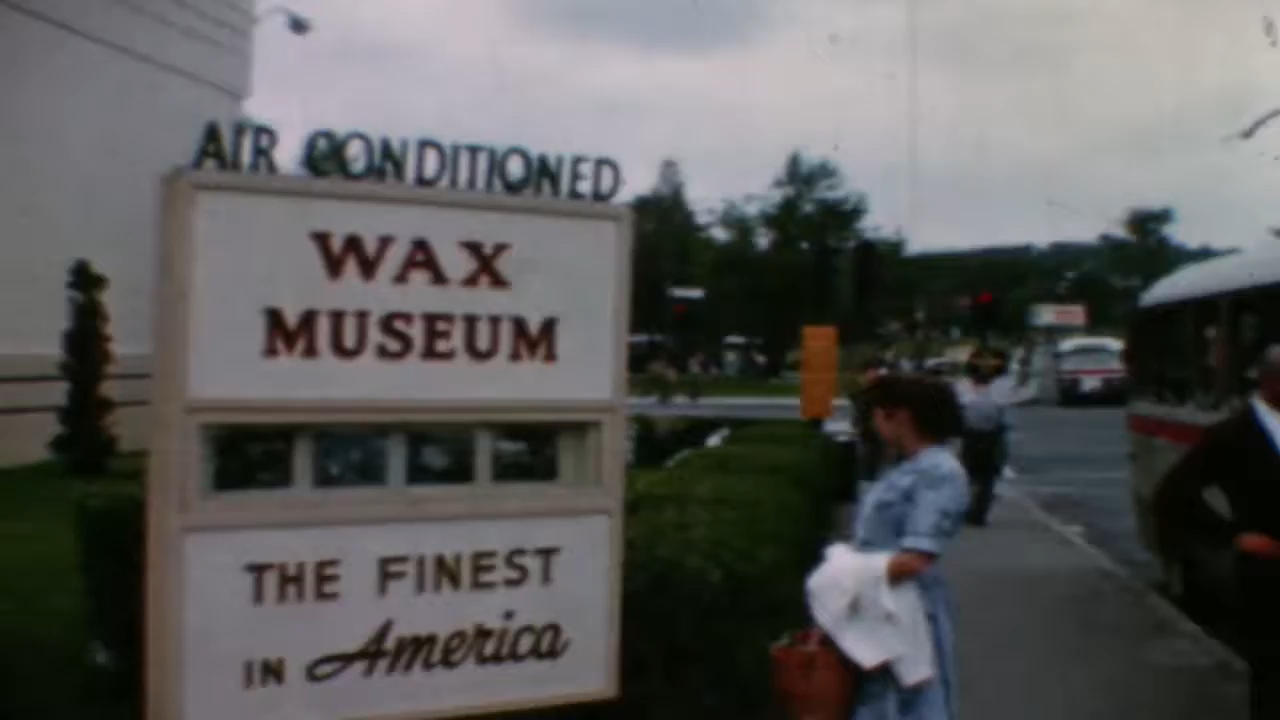 AIR CONDITIONED
WAX
MUSEUM
THE FINEST
IN America